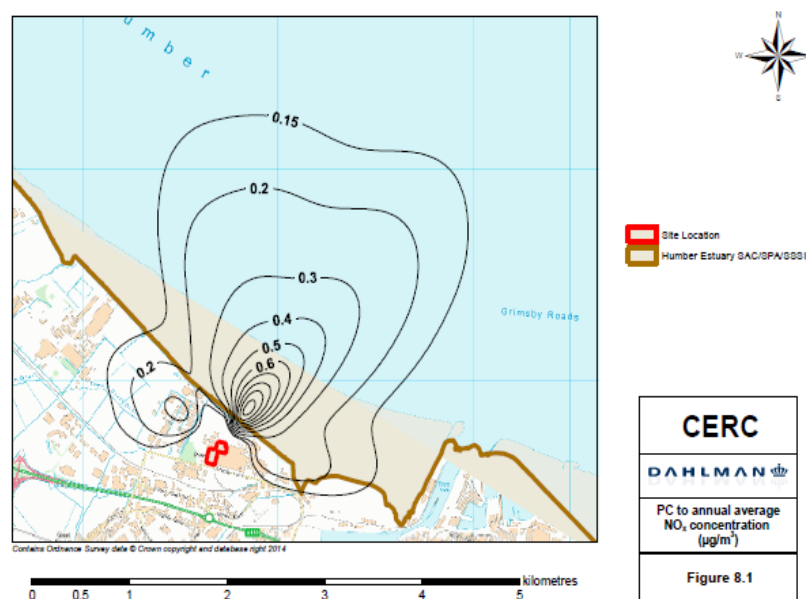 umber
N
W
S
0.15
0.2
0.3
0.4
0.5
0.6
0.2
Grimsby Roads
Site Location
Humber Estuary SAC/SPA/SSSI
CERC
DAHLMAN
PC to annual average
NOx concentration
(µg/m³)
Figure 8.1
Contains Ordnance Survey data © Crown copyright and database right 2014
kilometres
0 0.5 1 2 3 4 5